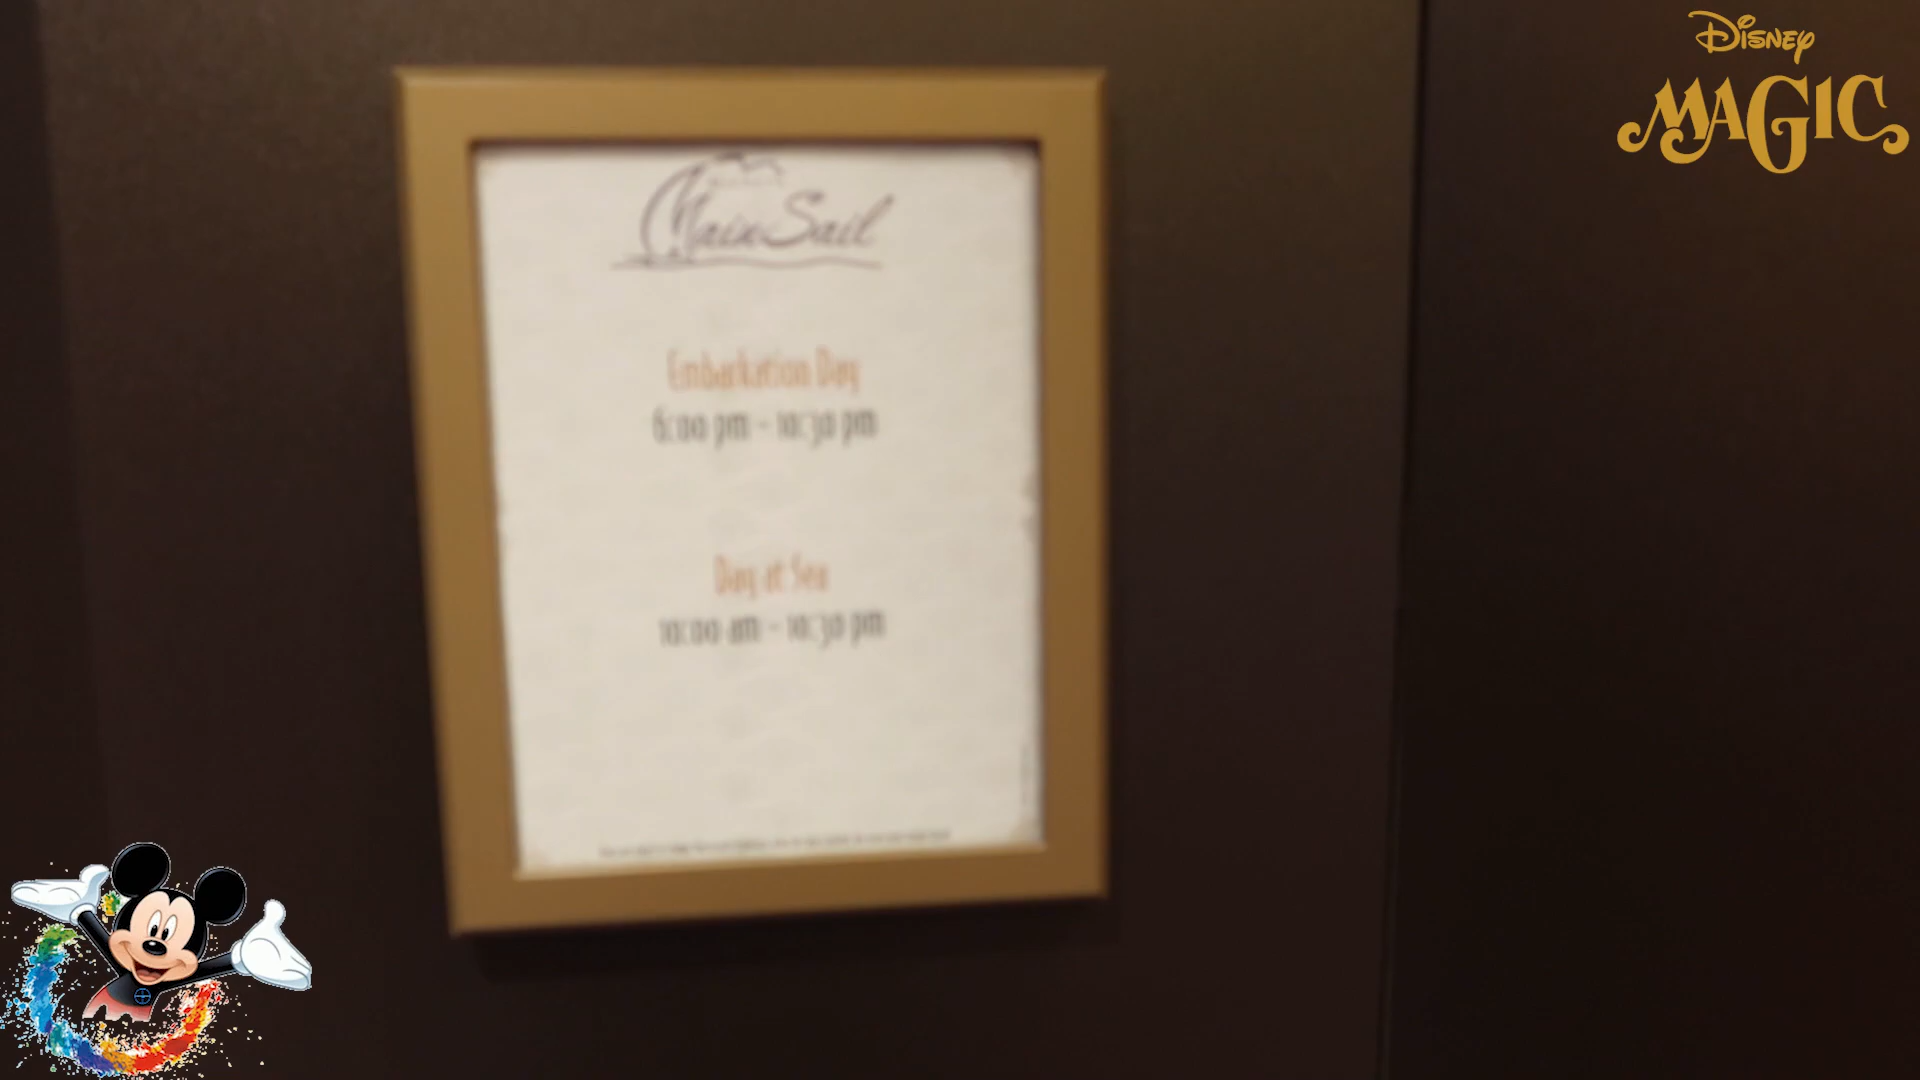 Disney
MAGIC
MainSail
Embarkation Day
6:00 pm - 10:30 pm
Day at Sea
10:00 am - 10:30 pm